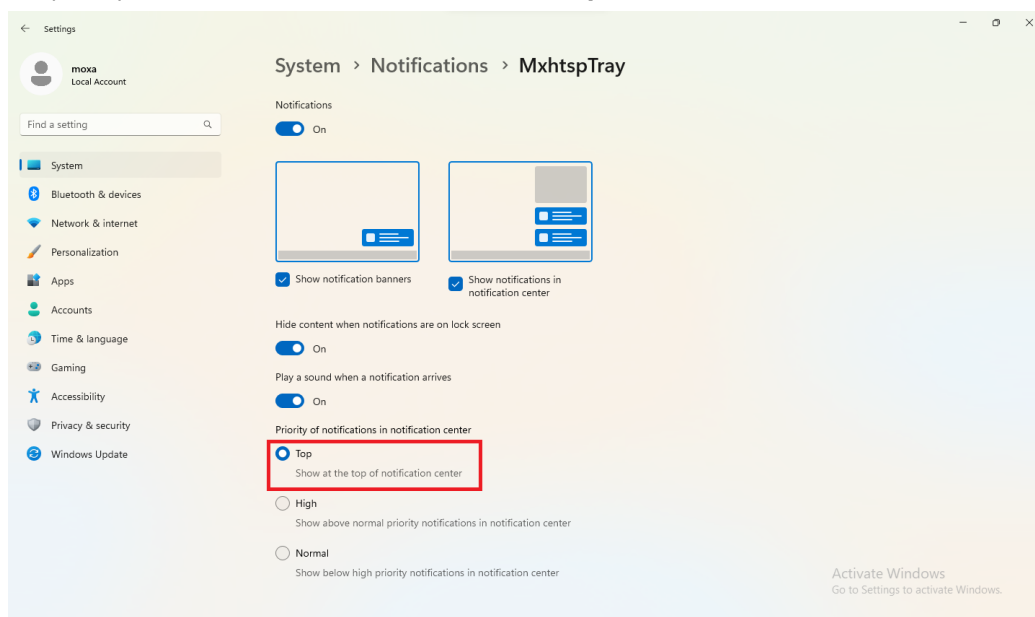 Settings
moxa
Local Account
Find a setting
System
Bluetooth & devices
Network & internet
Personalization
Apps
Accounts
Time & language
Gaming
Accessibility
Privacy & security
Windows Update
System > Notifications > MxhtspTray
Notifications
On
Show notification banners
Show notifications in
notification center
Hide content when notifications are on lock screen
On
Play a sound when a notification arrives
On
Priority of notifications in notification center
Top
Show at the top of notification center
High
Show above normal priority notifications in notification center
Normal
Show below high priority notifications in notification center
Activate Windows
Go to Settings to activate Windows.